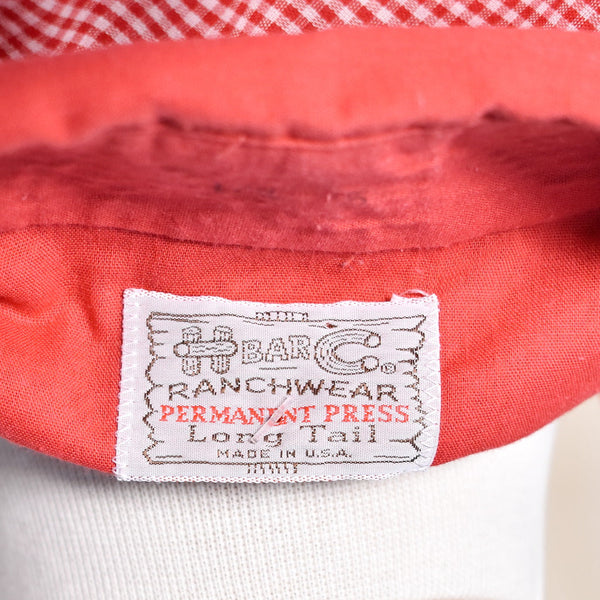 H BAR C®
RANCHWEAR
PERMANENT PRESS
Long Tail
MADE IN U.S.A.